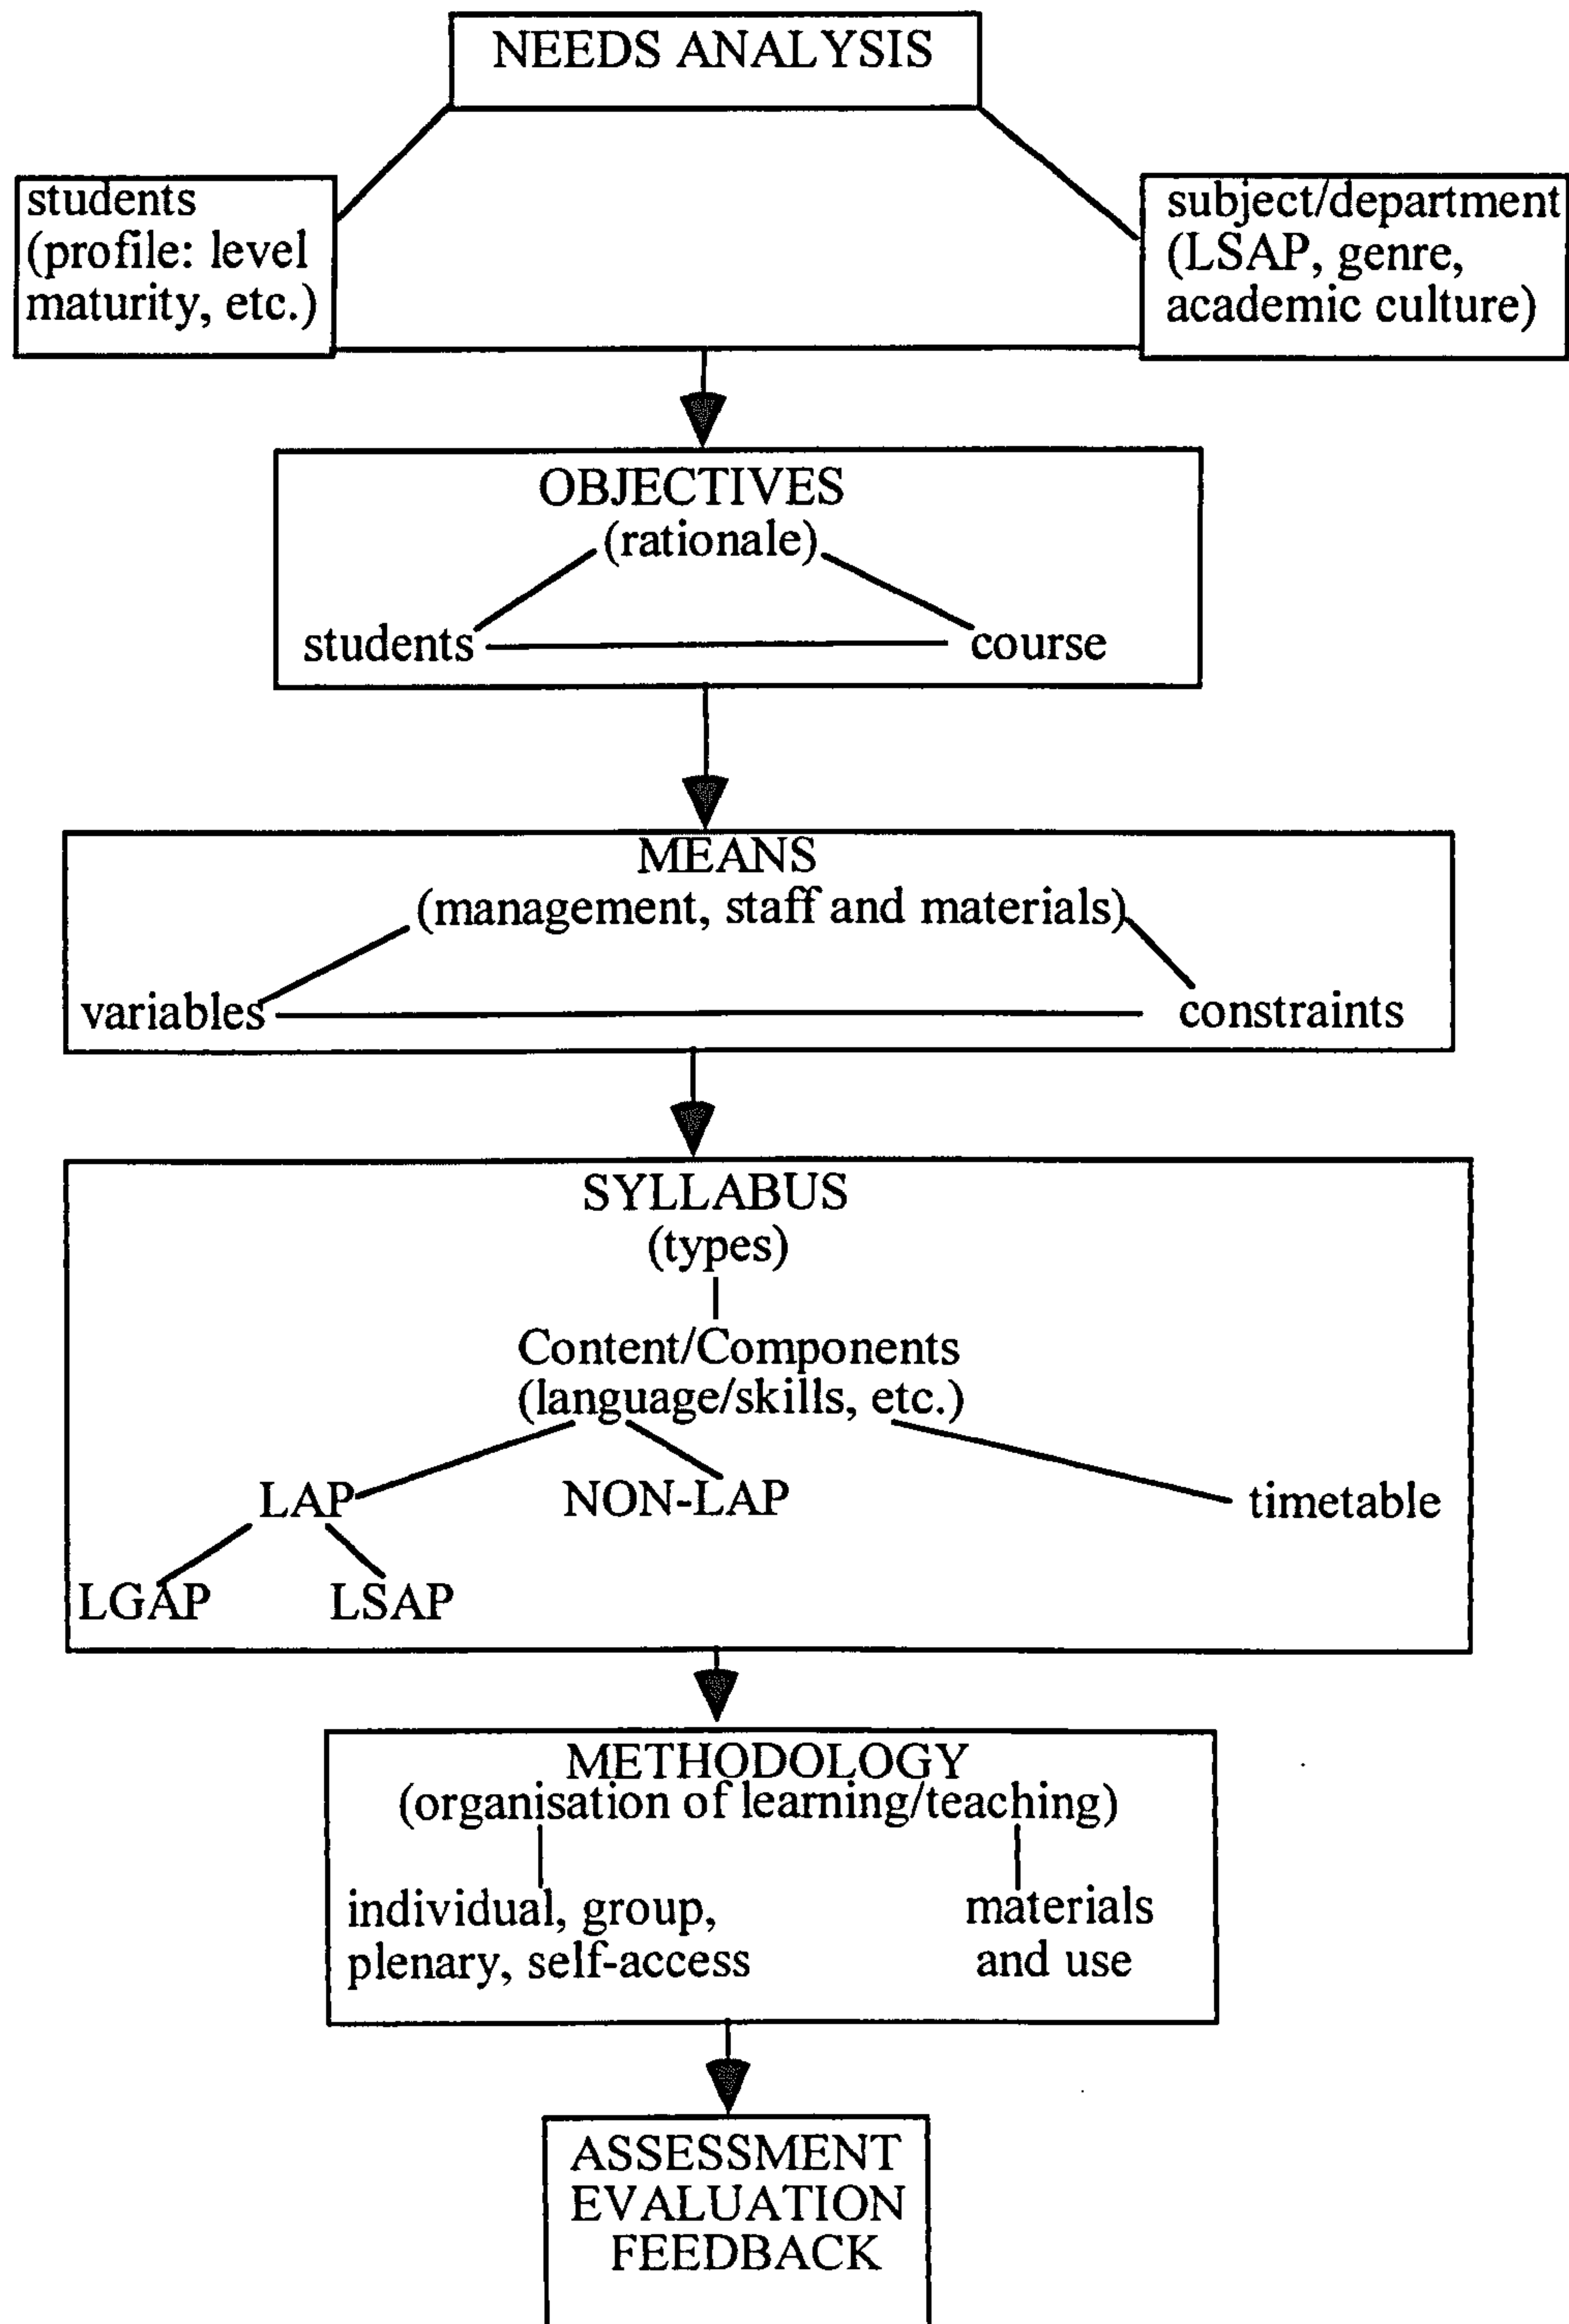 NEEDS ANALYSIS
students
(profile: level
maturity, etc.)
subject/department
(LSAP, genre,
academic culture)
OBJECTIVES
(rationale)
students
course
MEANS
(management, staff and materials)
variables
constraints
SYLLABUS
(types)
Content/Components
(language/skills, etc.)
LAP
NON-LAP
timetable
LGAP
LSAP
METHODOLOGY
(organisation of learning/teaching)
individual, group,
plenary, self-access
materials
and use
ASSESSMENT
EVALUATION
FEEDBACK